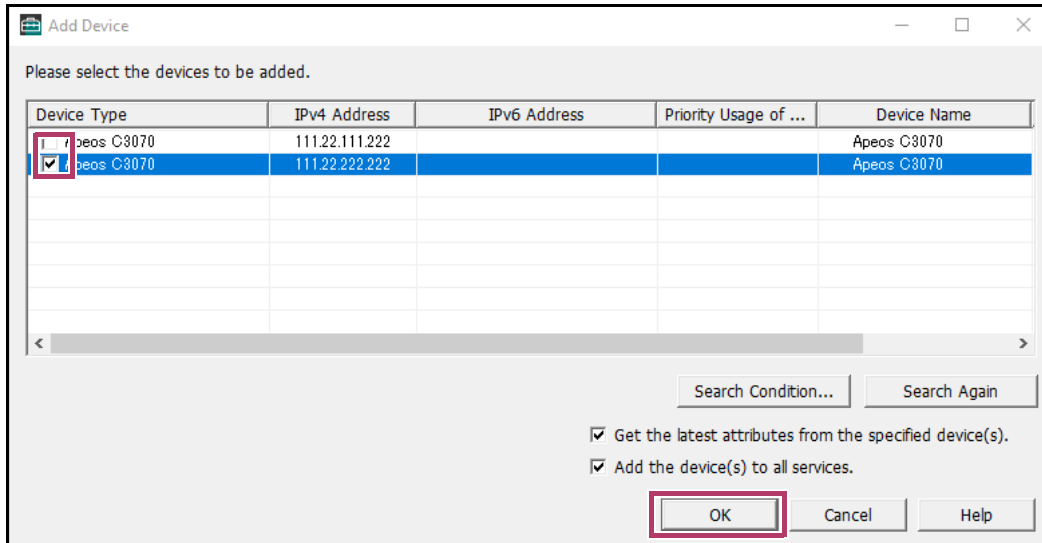 Add Device
Please select the devices to be added.
Device Type IPv4 Address IPv6 Address Priority Usage of ... Device Name
Apeos C3070 111.22.111.222 Apeos C3070
Apeos C3070 111.22.222.222 Apeos C3070
Search Condition... Search Again
Get the latest attributes from the specified device(s).
Add the device(s) to all services.
OK Cancel Help